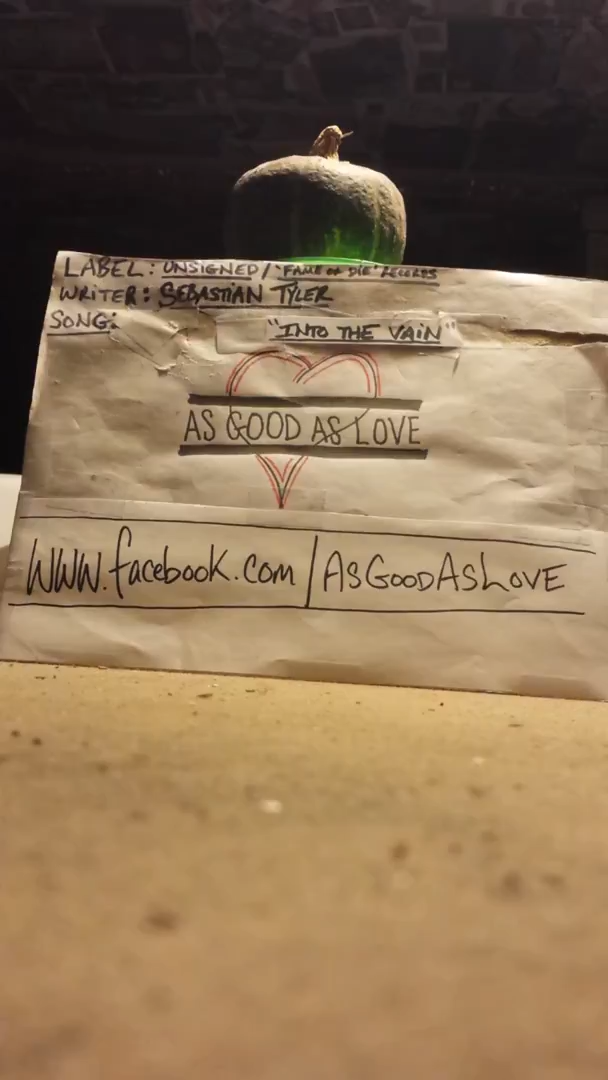 LABEL: UNSIGNED / "FAME OR DIE" RECORDS
WRITER: SEBASTIAN TYLER
SONG: "INTO THE VAIN"
AS GOOD AS LOVE
WWW.facebook.com/ASGOODASLOVE